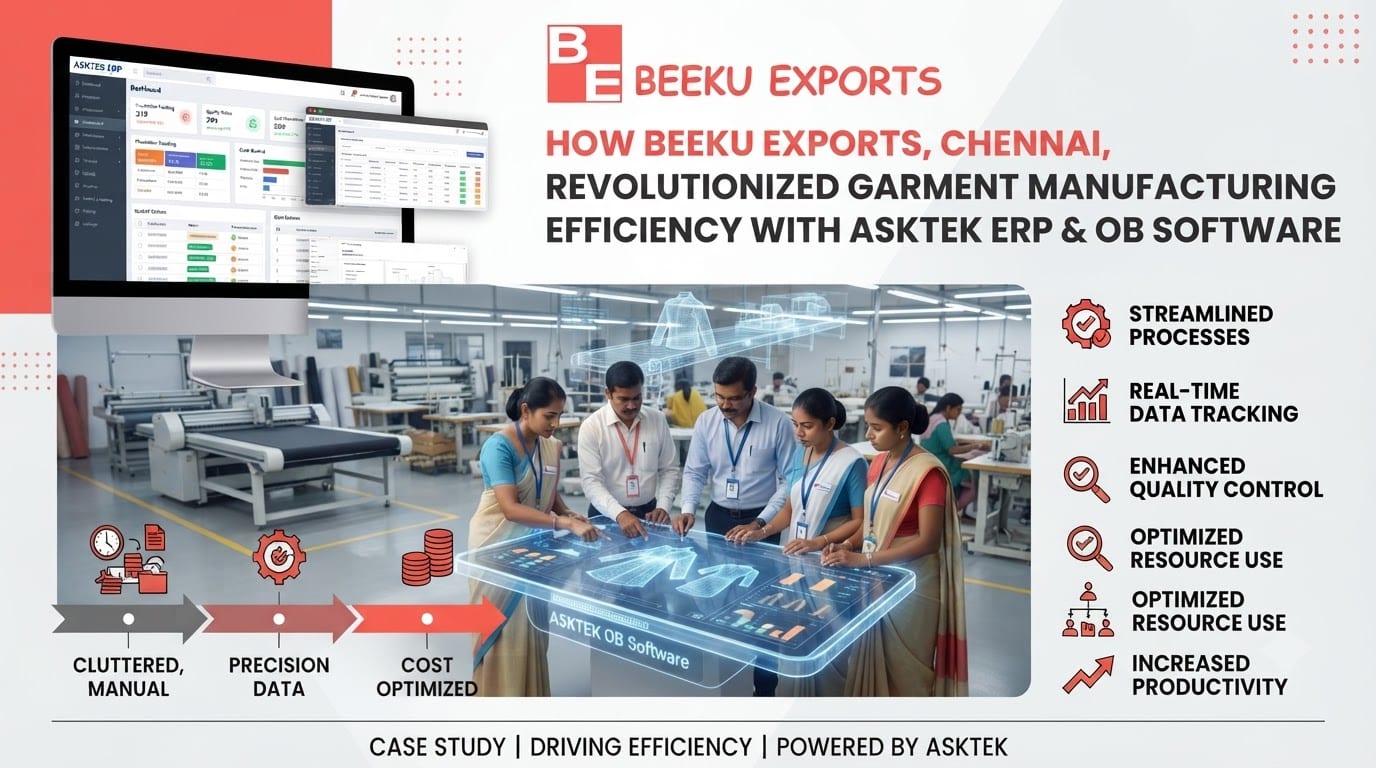 B
E
BEEKU EXPORTS
HOW BEEKU EXPORTS, CHENNAI,
REVOLUTIONIZED GARMENT MANUFACTURING
EFFICIENCY WITH ASKTEK ERP & OB SOFTWARE
STREAMLINED
PROCESSES
REAL-TIME
DATA TRACKING
ENHANCED
QUALITY CONTROL
OPTIMIZED
RESOURCE USE
OPTIMIZED
RESOURCE USE
INCREASED
PRODUCTIVITY
ASKTEK OB Software
CLUTTERED,
MANUAL
PRECISION
DATA
COST
OPTIMIZED
CASE STUDY | DRIVING EFFICIENCY | POWERED BY ASKTEK